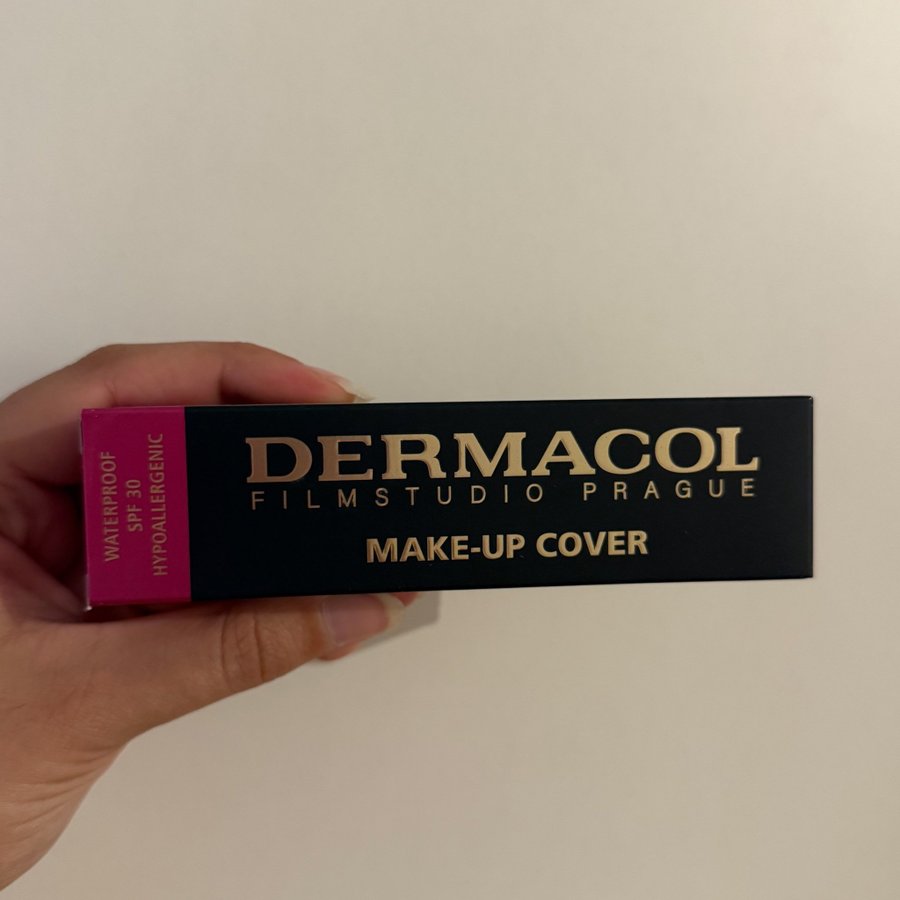 WATERPROOF
SPF 30
HYPOALLERGENIC
DERMACOL
FILMSTUDIO PRAGUE
MAKE-UP COVER